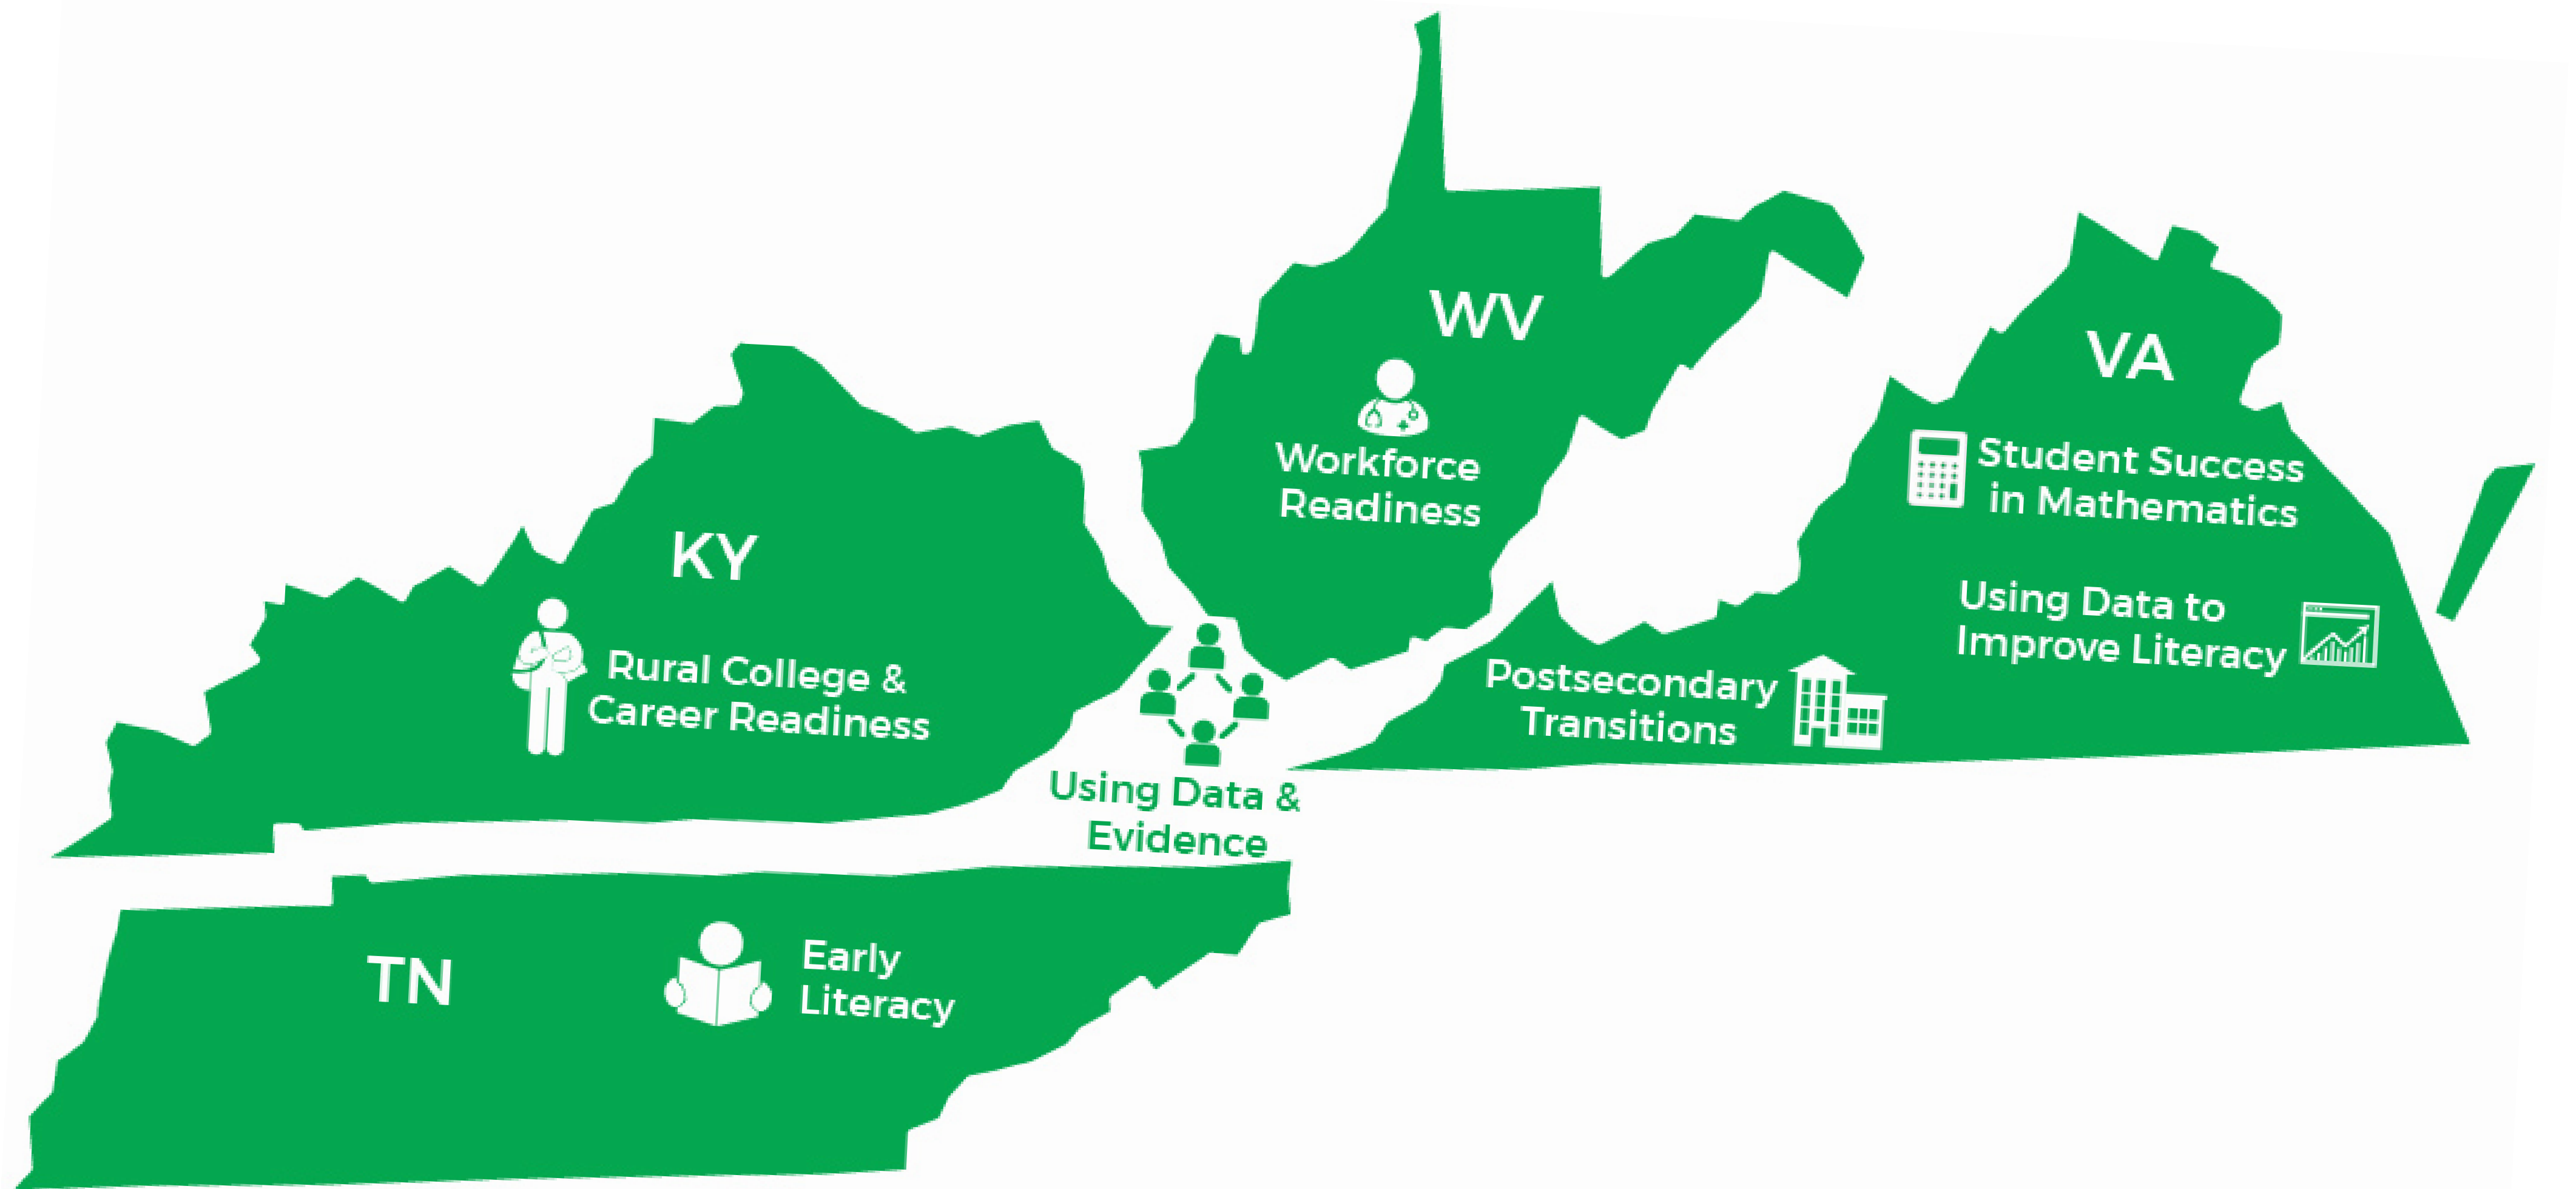 WV
Workforce
Readiness
VA
Student Success
in Mathematics
Using Data to
Improve Literacy
Postsecondary
Transitions
KY
Rural College &
Career Readiness
Using Data &
Evidence
TN
Early
Literacy